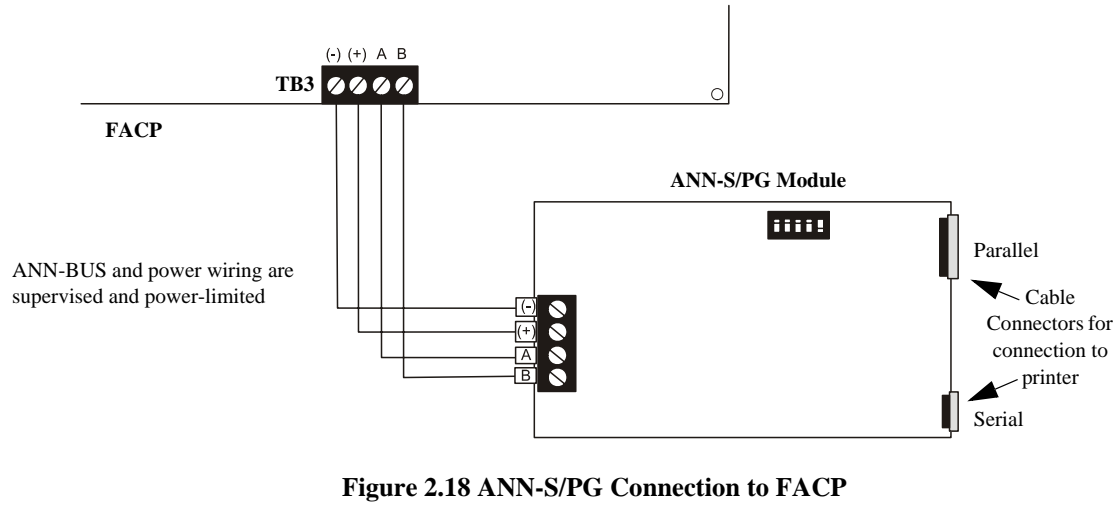 (-) (+) A B
TB3
FACP
ANN-S/PG Module
ANN-BUS and power wiring are
supervised and power-limited
(-)
(+)
A
B
Parallel
Cable
Connectors for
connection to
printer
Serial
Figure 2.18 ANN-S/PG Connection to FACP